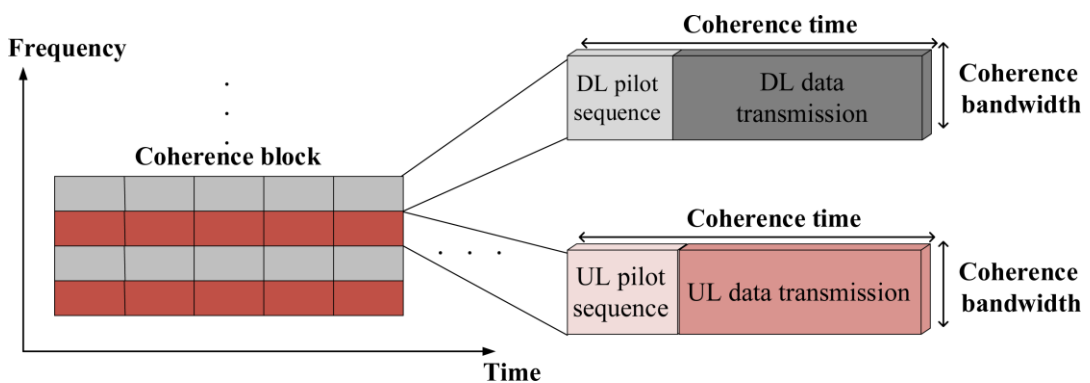 Frequency
Coherence block
Time
Coherence time
DL pilot
sequence
DL data
transmission
Coherence
bandwidth
Coherence time
UL pilot
sequence
UL data transmission
Coherence
bandwidth